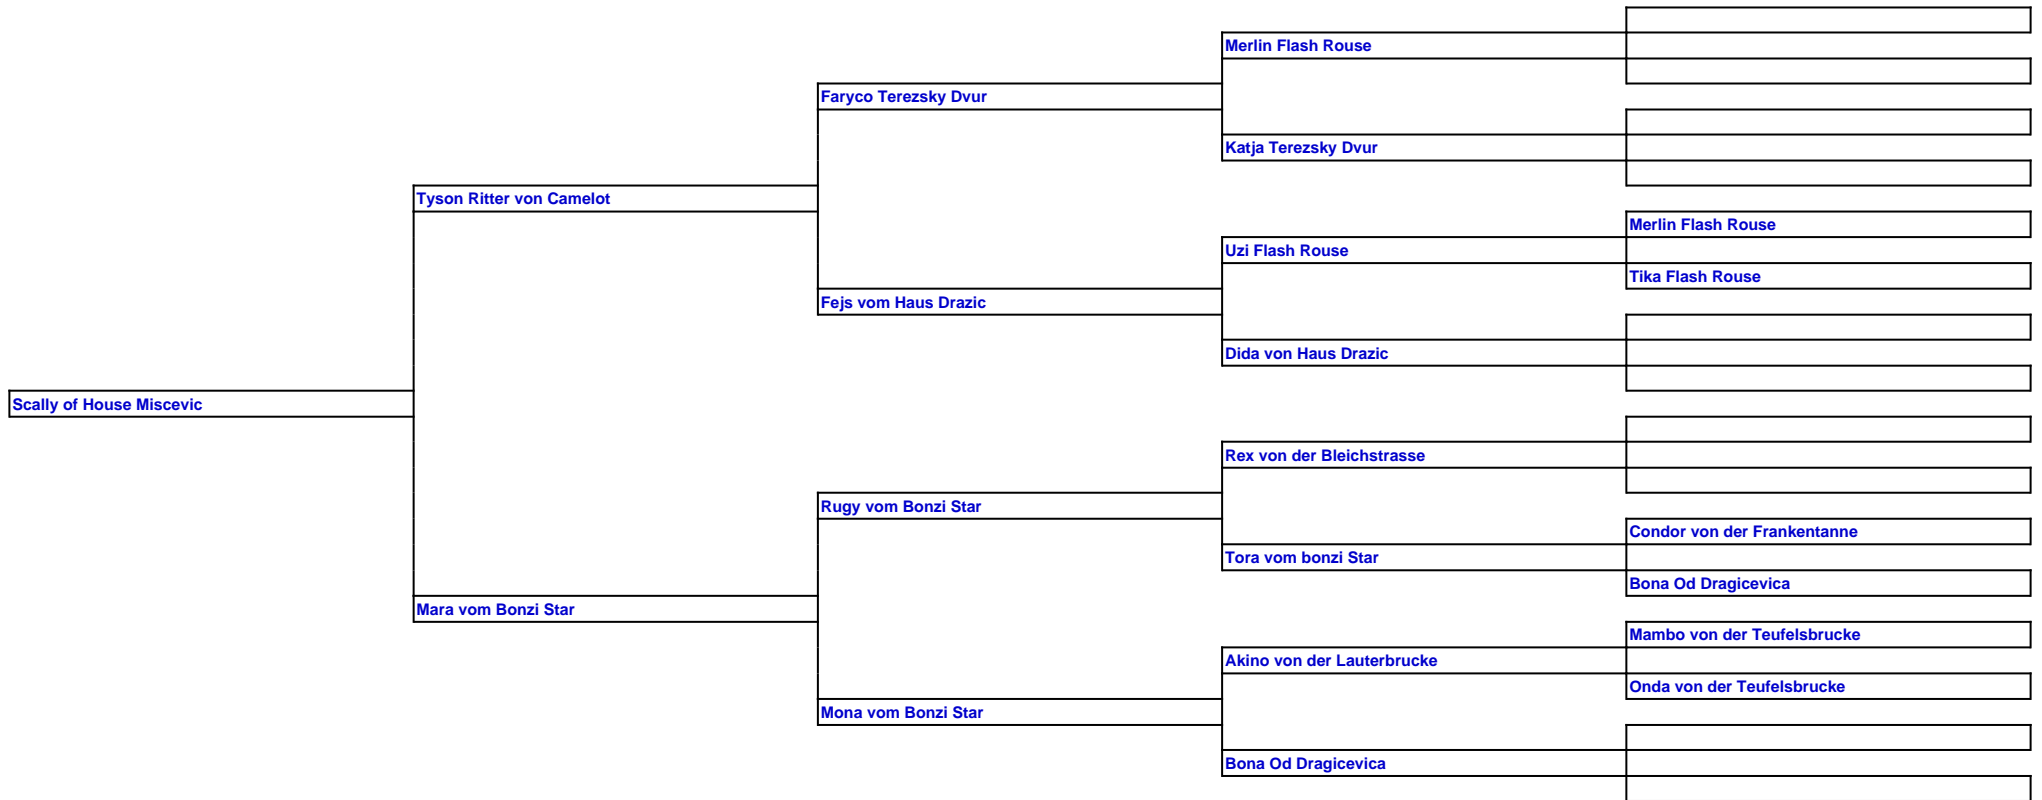 Merlin Flash Rouse
Faryco Terezsky Dvur
Katja Terezsky Dvur
Tyson Ritter von Camelot
Merlin Flash Rouse
Uzi Flash Rouse
Tika Flash Rouse
Fejs vom Haus Drazic
Dida von Haus Drazic
Scally of House Miscevic
Rex von der Bleichstrasse
Rugy vom Bonzi Star
Condor von der Frankentanne
Tora vom bonzi Star
Bona Od Dragicevica
Mara vom Bonzi Star
Mambo von der Teufelsbrucke
Akino von der Lauterbrucke
Onda von der Teufelsbrucke
Mona vom Bonzi Star
Bona Od Dragicevica